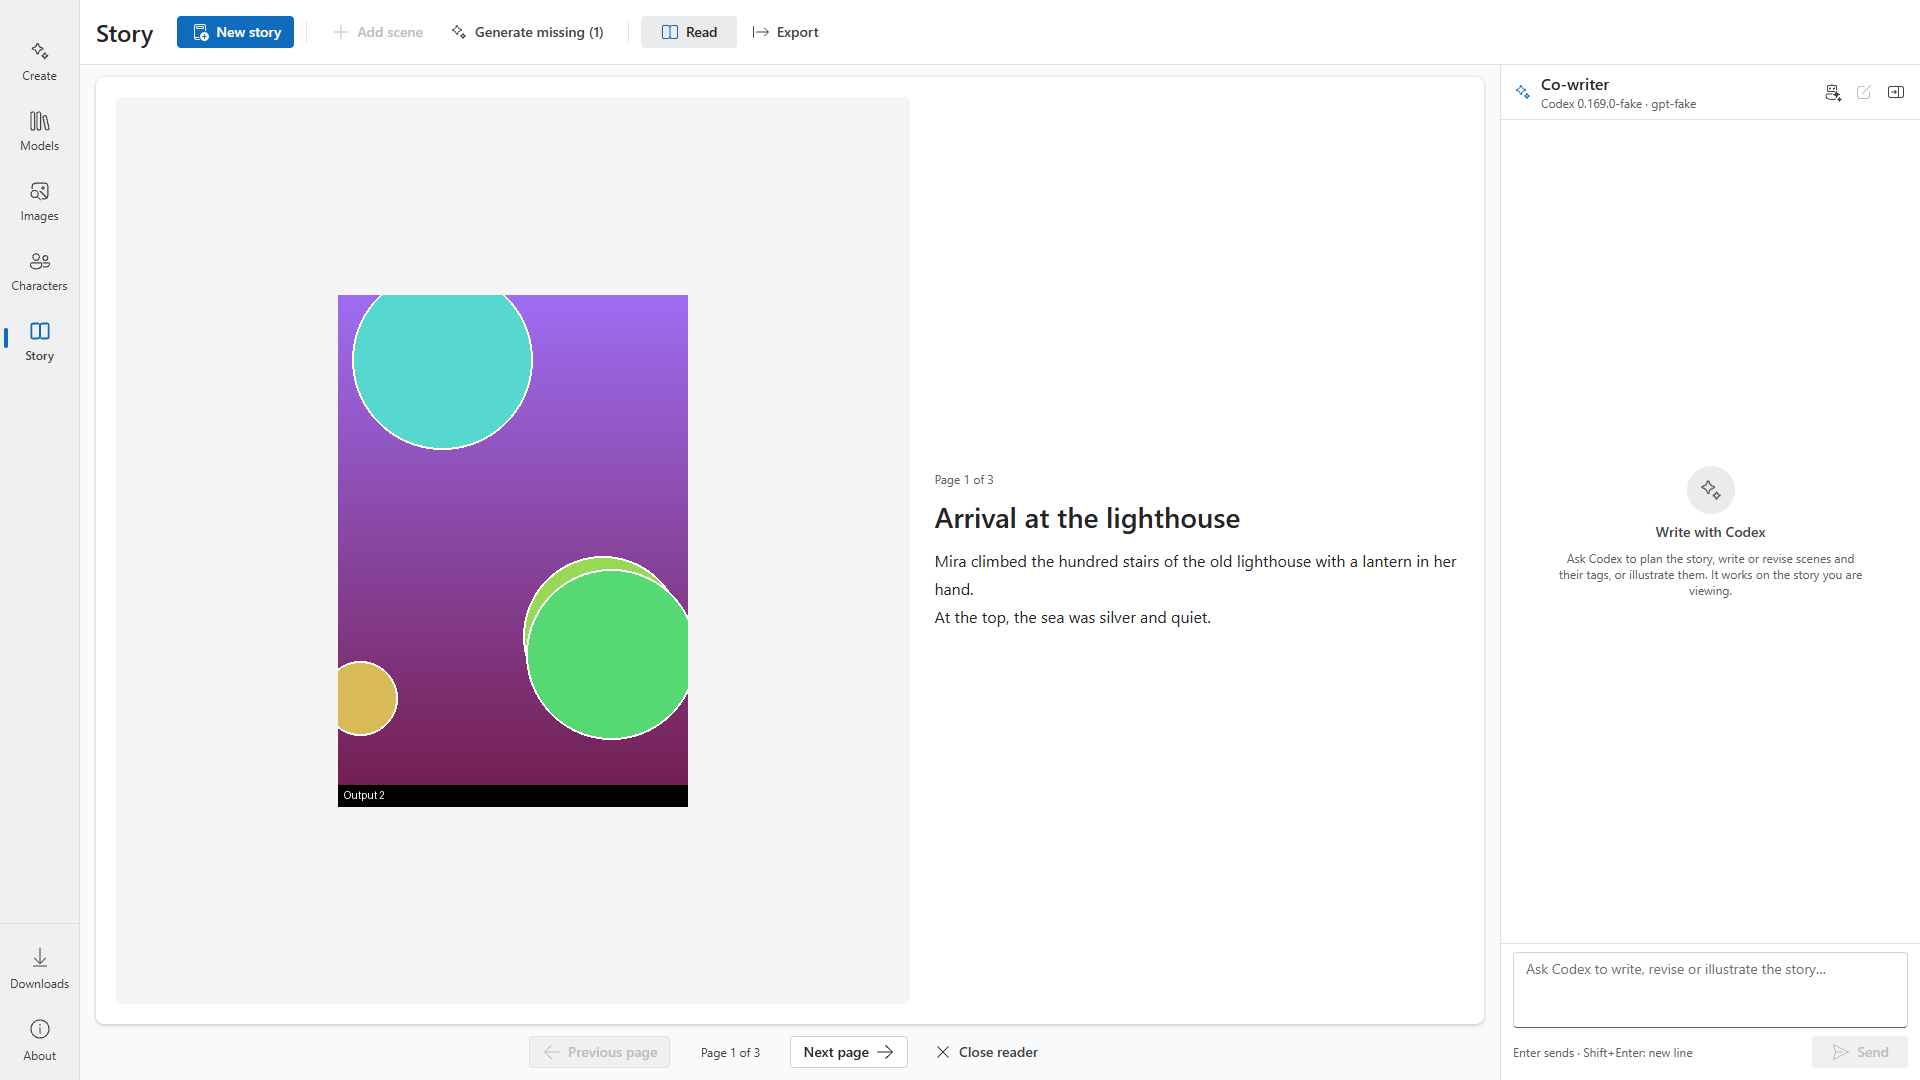 Story
New story
Add scene
Generate missing (1)
Read
Export
Create
Models
Images
Characters
Story
Downloads
About
Output 2
Page 1 of 3
Arrival at the lighthouse
Mira climbed the hundred stairs of the old lighthouse with a lantern in her
hand.
At the top, the sea was silver and quiet.
Previous page
Page 1 of 3
Next page
Close reader
Co-writer
Codex 0.169.0-fake · gpt-fake
Write with Codex
Ask Codex to plan the story, write or revise scenes and
their tags, or illustrate them. It works on the story you are
viewing.
Ask Codex to write, revise or illustrate the story...
Enter sends · Shift+Enter: new line
Send